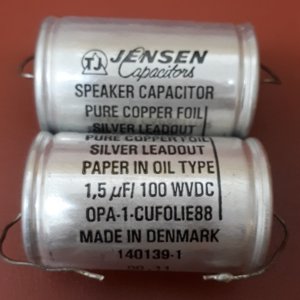 TJ JENSEN
Capacitors
SPEAKER CAPACITOR
PURE COPPER FOIL
SILVER LEADOUT
PURE COPPER FOIL
SILVER LEADOUT
PAPER IN OIL TYPE
1,5 µF/ 100 WVDC
OPA-1-CUFOLIE88
MADE IN DENMARK
140139-1